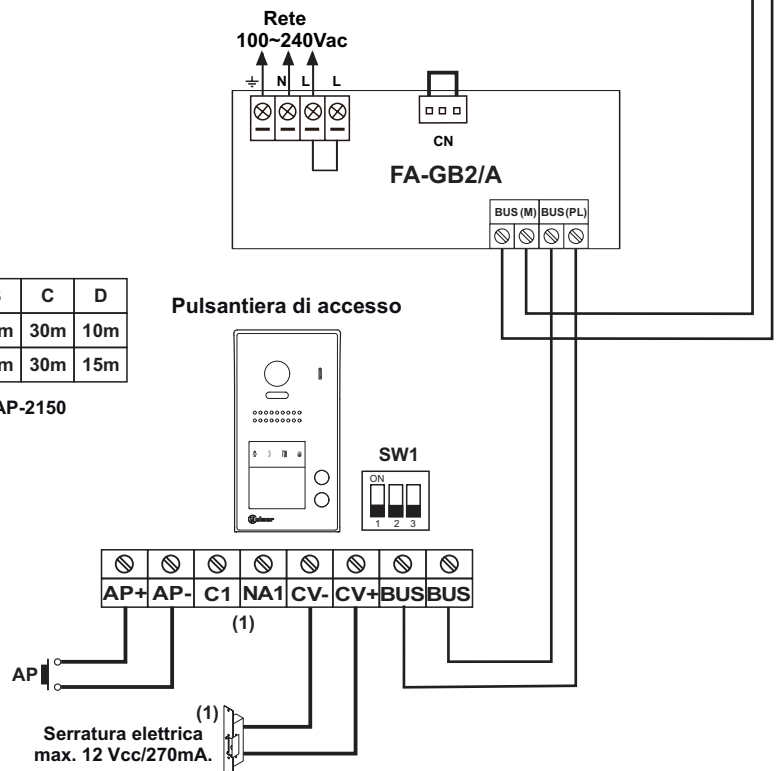 Rete
100~240Vac
N L L
CN
FA-GB2/A
BUS (M) BUS (PL)
C D
m 30m 10m
m 30m 15m
AP-2150
Pulsantiera di accesso
SW1
ON
1 2 3
AP+ AP- C1 NA1 CV- CV+ BUS BUS
(1)
AP
(1)
Serratura elettrica
max. 12 Vcc/270mA.